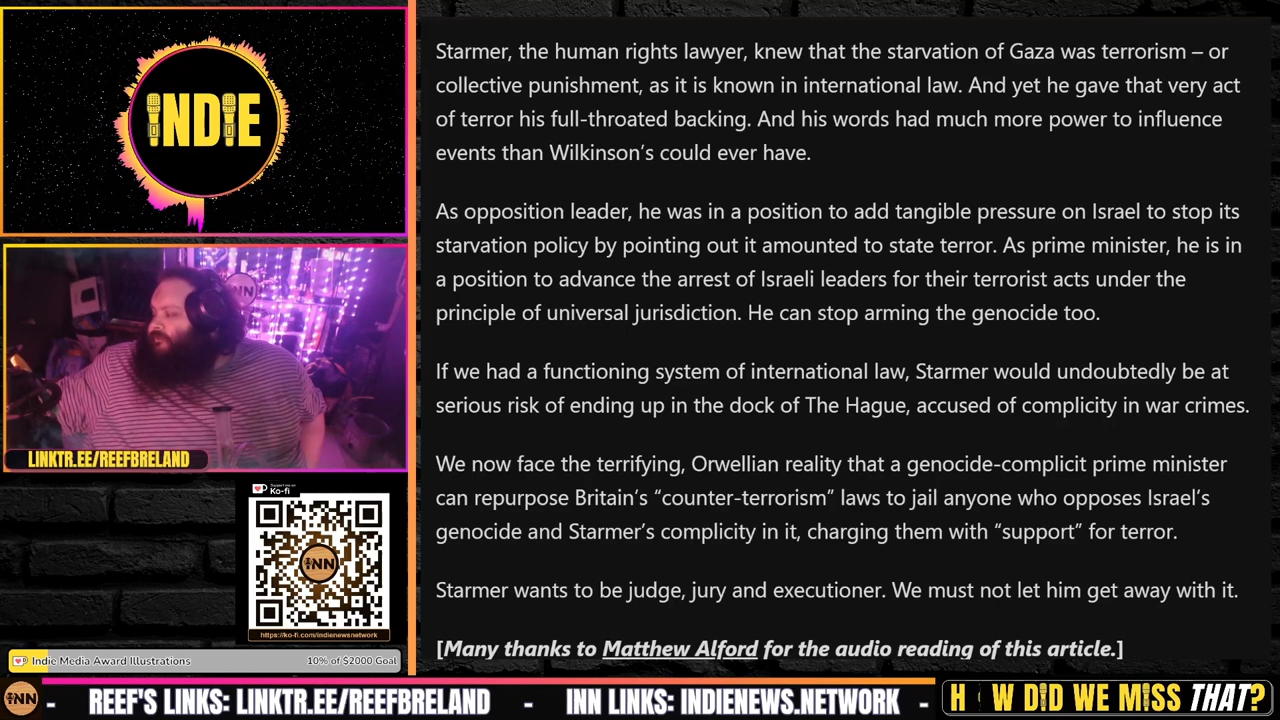 INDIE
Starmer, the human rights lawyer, knew that the starvation of Gaza was terrorism – or
collective punishment, as it is known in international law. And yet he gave that very act
of terror his full-throated backing. And his words had much more power to influence
events than Wilkinson’s could ever have.
As opposition leader, he was in a position to add tangible pressure on Israel to stop its
starvation policy by pointing out it amounted to state terror. As prime minister, he is in
a position to advance the arrest of Israeli leaders for their terrorist acts under the
principle of universal jurisdiction. He can stop arming the genocide too.
If we had a functioning system of international law, Starmer would undoubtedly be at
serious risk of ending up in the dock of The Hague, accused of complicity in war crimes.
We now face the terrifying, Orwellian reality that a genocide-complicit prime minister
can repurpose Britain’s “counter-terrorism” laws to jail anyone who opposes Israel’s
genocide and Starmer’s complicity in it, charging them with “support” for terror.
Starmer wants to be judge, jury and executioner. We must not let him get away with it.
[Many thanks to Matthew Alford for the audio reading of this article.]
LINKTR.EE/REEFBRELAND
Support me on
Ko-fi
INN
https://ko-fi.com/indienewsnetwork
Indie Media Award Illustrations 10% of $2000 Goal
INN - REEF'S LINKS: LINKTR.EE/REEFBRELAND - INN LINKS: INDIENEWS.NETWORK -
HOW DID WE MISS THAT?